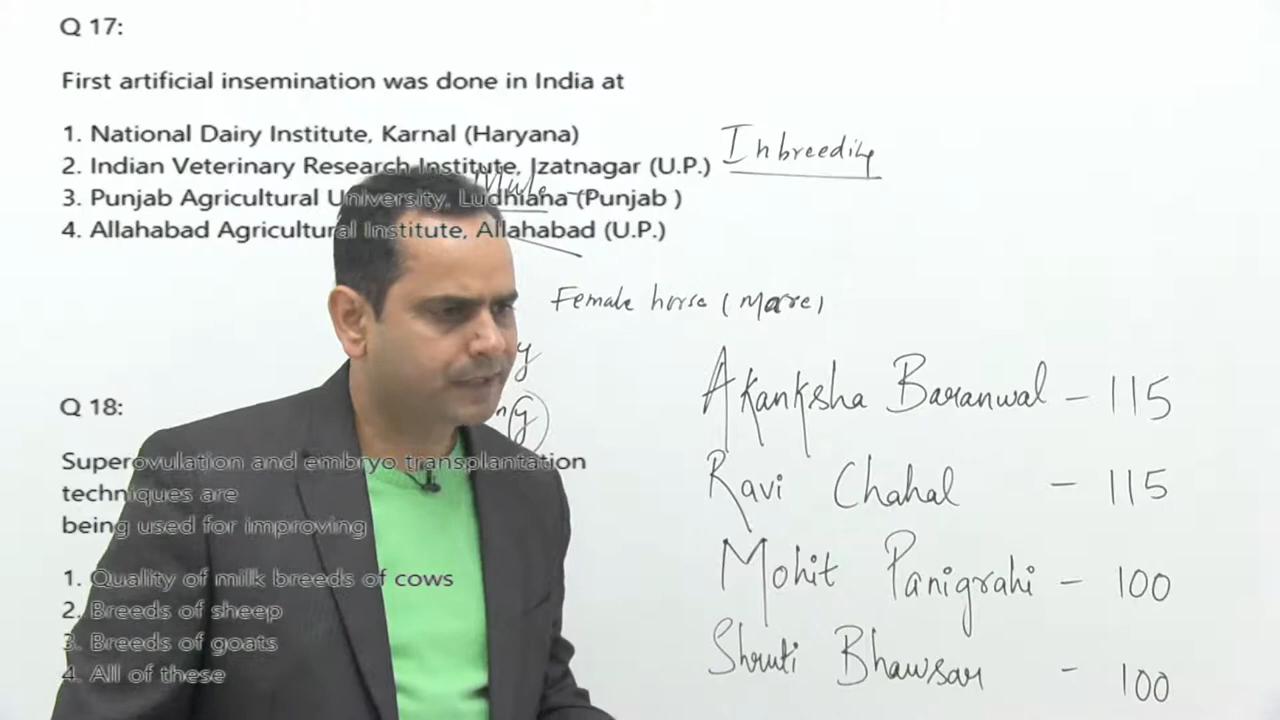 Q 17:
First artificial insemination was done in India at
1. National Dairy Institute, Karnal (Haryana)
2. Indian Veterinary Research Institute, Izatnagar (U.P.)
3. Punjab Agricultural University, Ludhiana (Punjab )
4. Allahabad Agricultural Institute, Allahabad (U.P.)
Inbreeding
Mule
Female horse (Mare)
Akanksha Baranwal - 115
Ravi Chahal - 115
Mohit Panigrahi - 100
Shruti Bhawsar - 100
Q 18:
Superovulation and embryo transplantation
techniques are
being used for improving
1. Quality of milk breeds of cows
2. Breeds of sheep
3. Breeds of goats
4. All of these